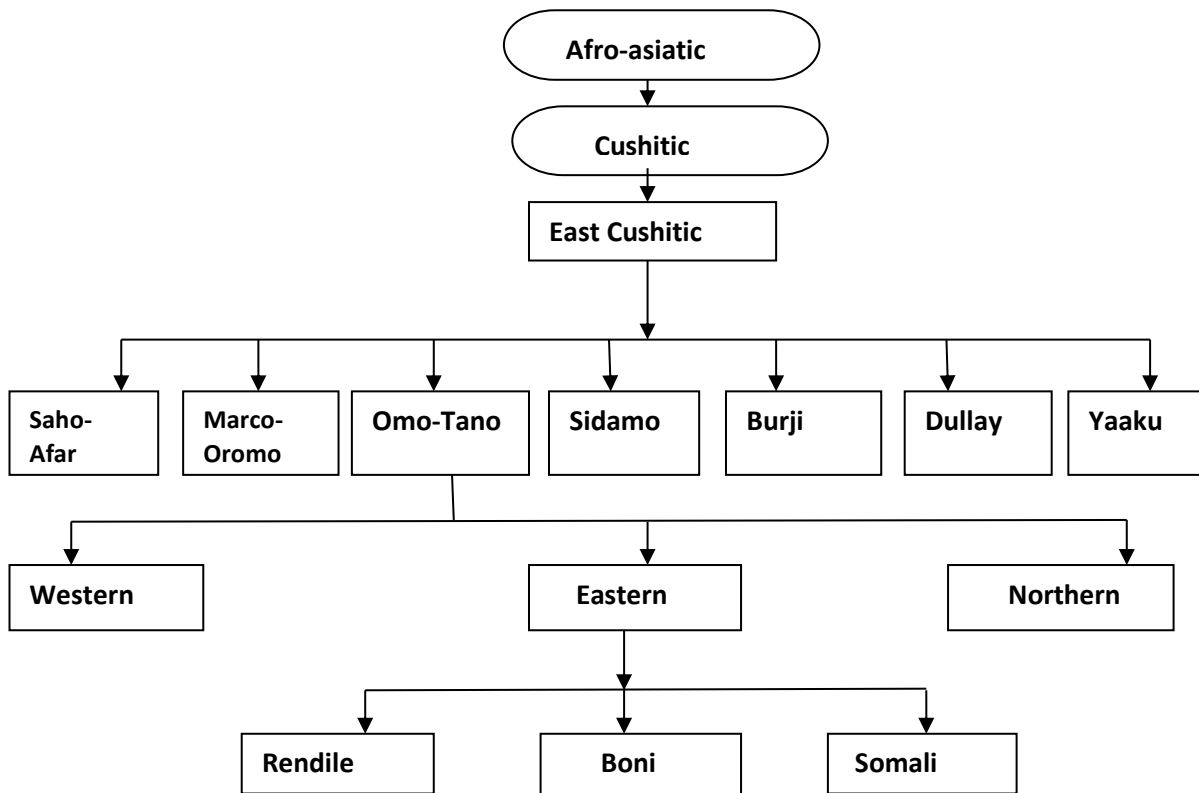 Afro-asiatic
Cushitic
East Cushitic
Saho-
Afar
Marco-
Oromo
Omo-Tano
Sidamo
Burji
Dullay
Yaaku
Western
Eastern
Northern
Rendile
Boni
Somali